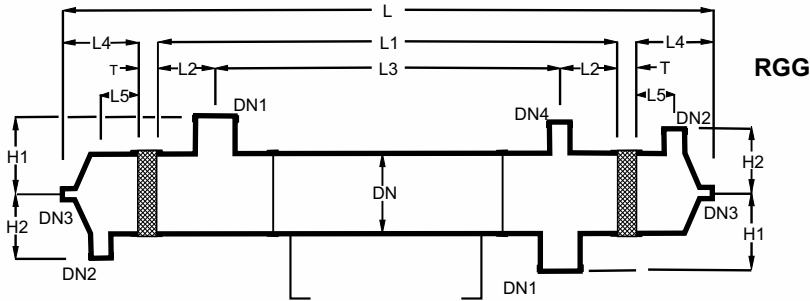 L
L4 L1 L4
T L2 L3 L2 T RGG
L5 L5
DN1 DN4 DN2
H1 H2
DN
DN3 DN3
H2 H1
DN2 DN1